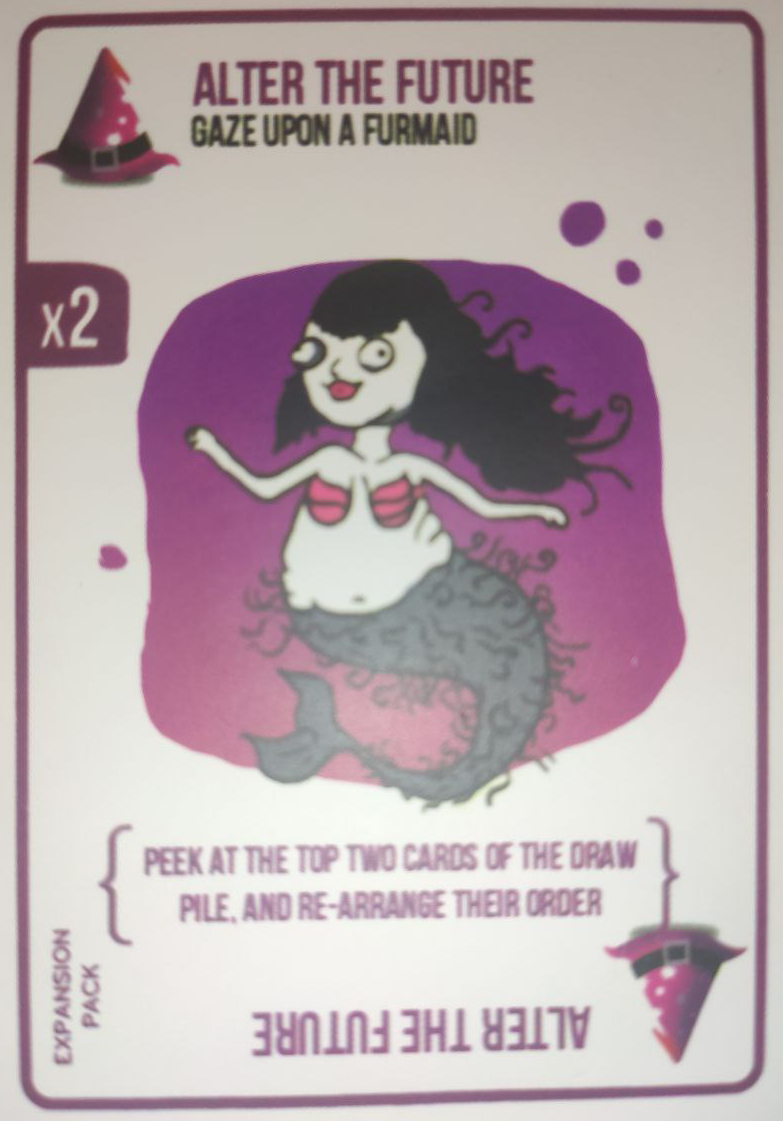 ALTER THE FUTURE
GAZE UPON A FURMAID
x2
PEEK AT THE TOP TWO CARDS OF THE DRAW
PILE, AND RE-ARRANGE THEIR ORDER
EXPANSION
PACK
ALTER THE FUTURE